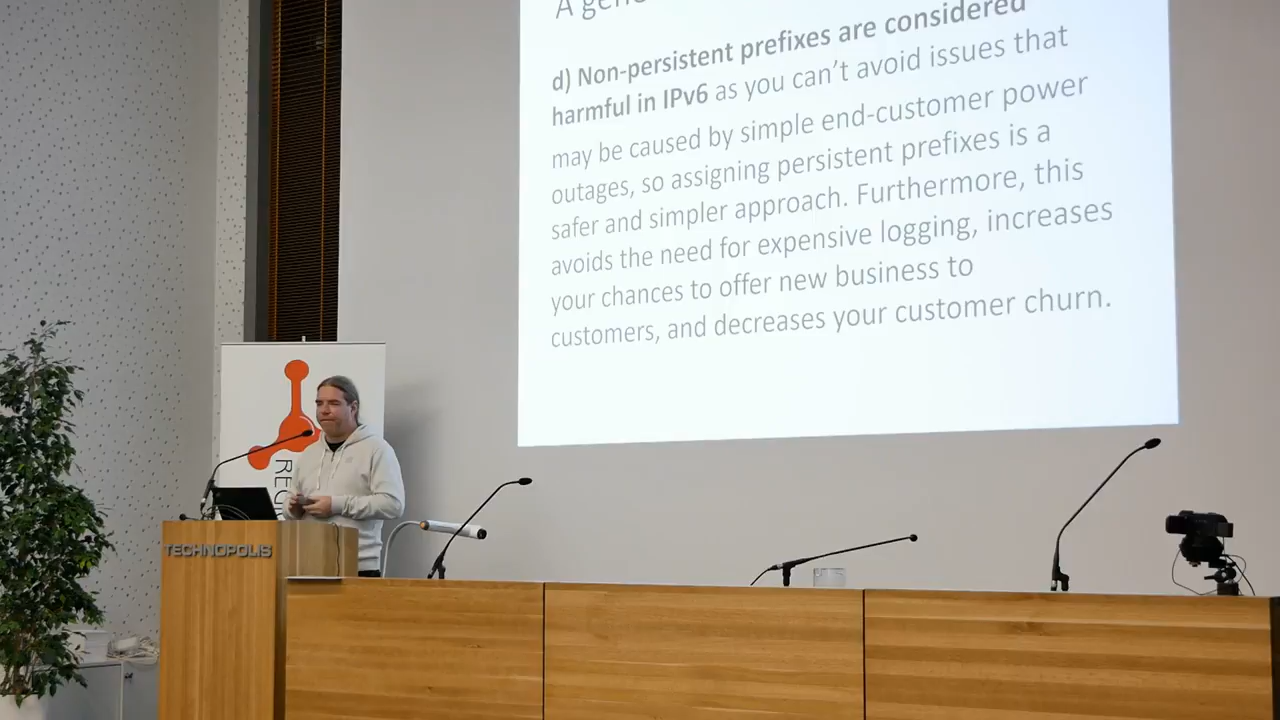 A gene
d) Non-persistent prefixes are considered
harmful in IPv6 as you can't avoid issues that
may be caused by simple end-customer power
outages, so assigning persistent prefixes is a
safer and simpler approach. Furthermore, this
avoids the need for expensive logging, increases
your chances to offer new business to
customers, and decreases your customer churn.
TECHNOPOLIS